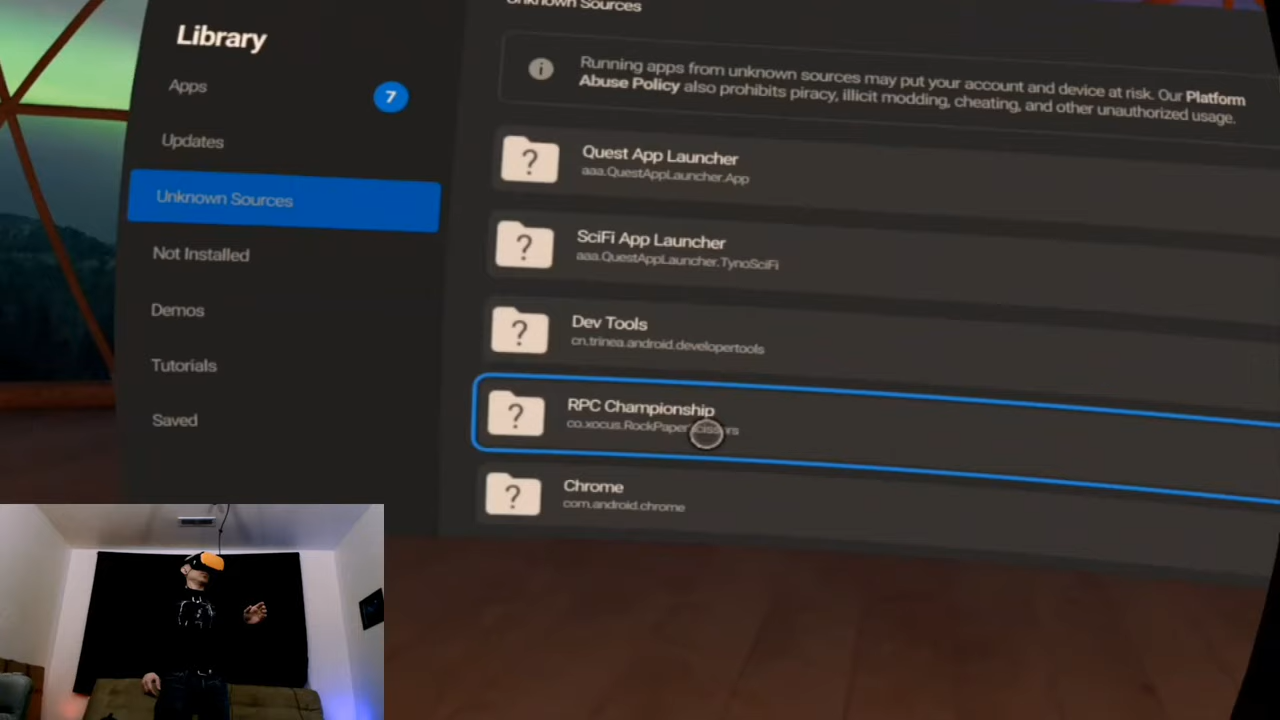 Unknown Sources
Library
Apps
7
Updates
Unknown Sources
Not Installed
Demos
Tutorials
Saved
Running apps from unknown sources may put your account and device at risk. Our Platform
Abuse Policy also prohibits piracy, illicit modding, cheating, and other unauthorized usage.
Quest App Launcher
aaa.QuestAppLauncher.App
SciFi App Launcher
aaa.QuestAppLauncher.TynoSciFi
Dev Tools
cn.trinea.android.developertools
RPC Championship
co.xocus.RockPaperScissors
Chrome
com.android.chrome